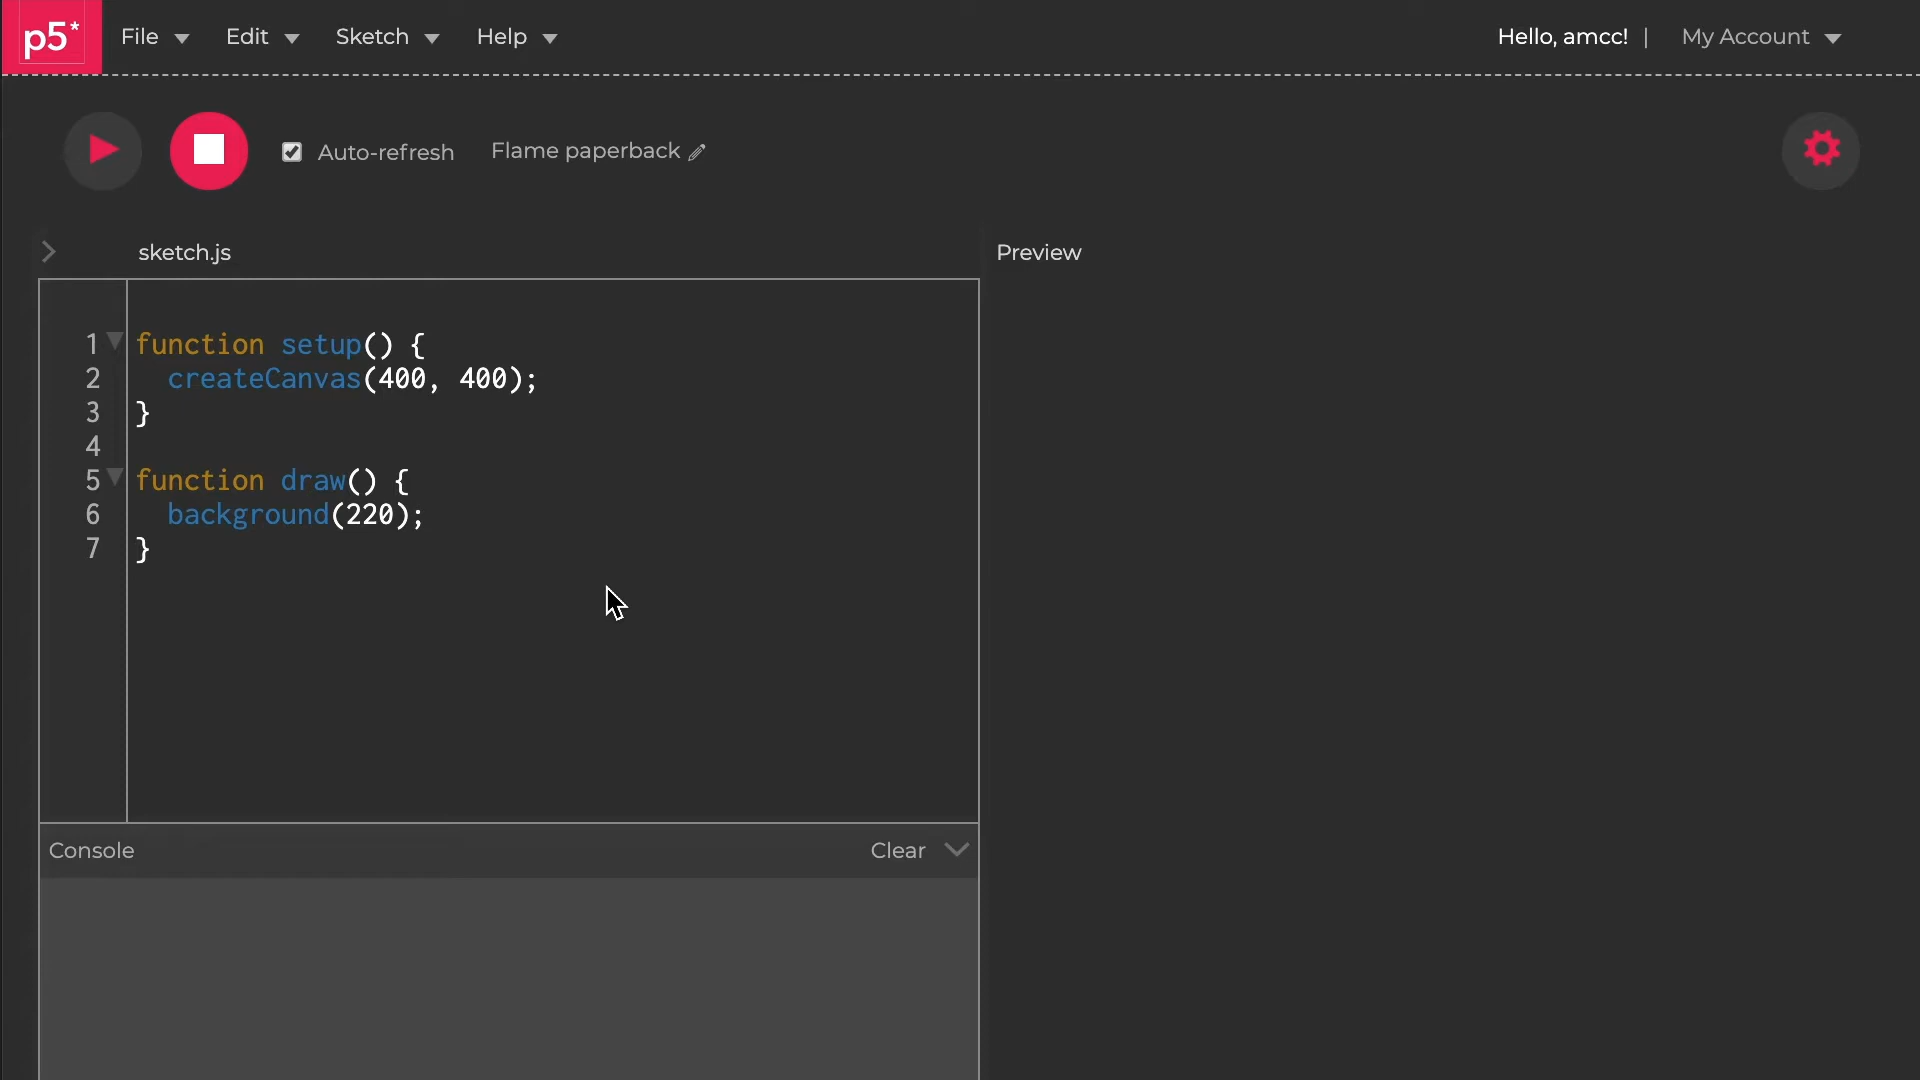 p5* File Edit Sketch Help Hello, amcc! | My Account
Auto-refresh Flame paperback
sketch.js
Preview
1 function setup() {
2 createCanvas(400, 400);
3 }
4
5 function draw() {
6 background(220);
7 }
Console Clear